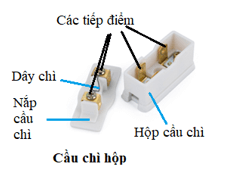 Các tiếp điểm
Dây chì
Nắp
cầu
chì
Hộp cầu chì
Cầu chì hộp